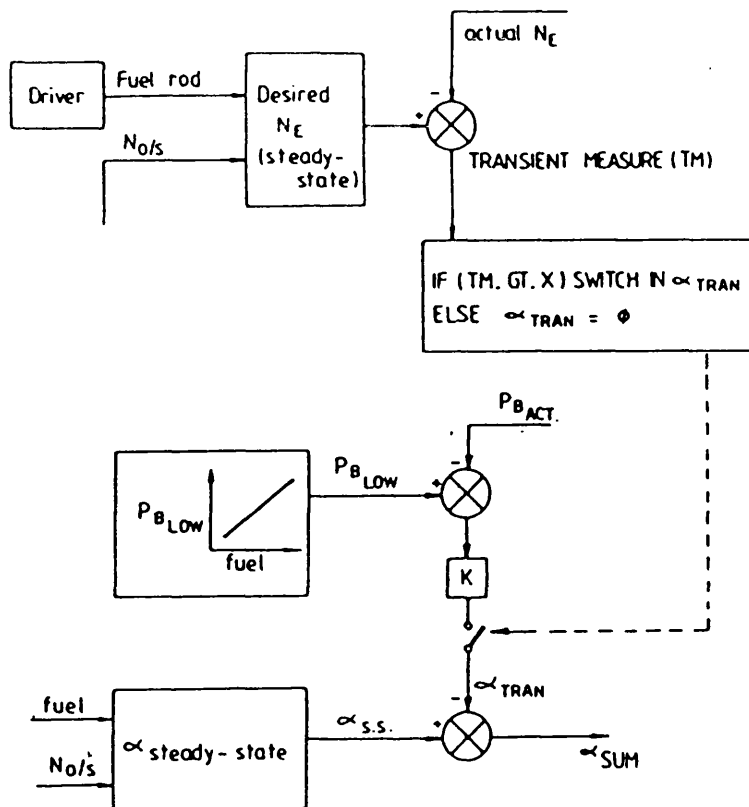 actual N_E
Driver
Fuel rod
N_O/S
Desired
N_E
(steady-
state)
-
+
TRANSIENT MEASURE (TM)
IF (TM. GT. X) SWITCH IN ∝_TRAN
ELSE ∝_TRAN = ϕ
P_B_ACT.
-
+
P_B_LOW
P_B_LOW
fuel
K
∝_TRAN
-
+
fuel
N_O/S
∝ steady-state
∝_S.S.
∝_SUM